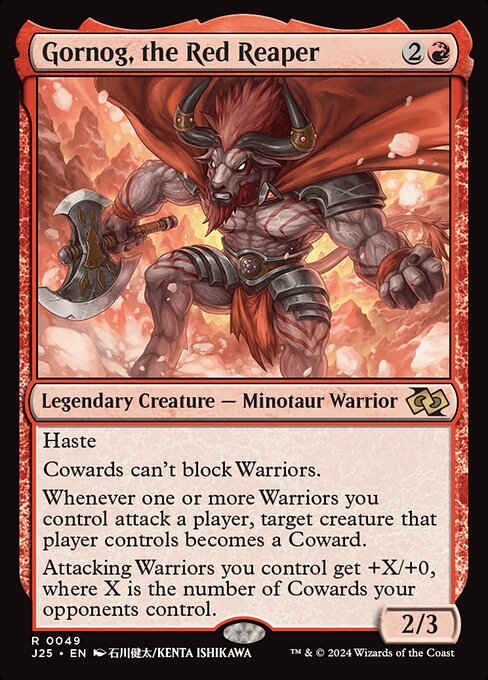 Gornog, the Red Reaper 2
Legendary Creature — Minotaur Warrior
Haste
Cowards can't block Warriors.
Whenever one or more Warriors you
control attack a player, target creature that
player controls becomes a Coward.
Attacking Warriors you control get +X/+0,
where X is the number of Cowards your
opponents control.
2/3
R 0049
J25 • EN 石川健太/KENTA ISHIKAWA
™ & © 2024 Wizards of the Coast